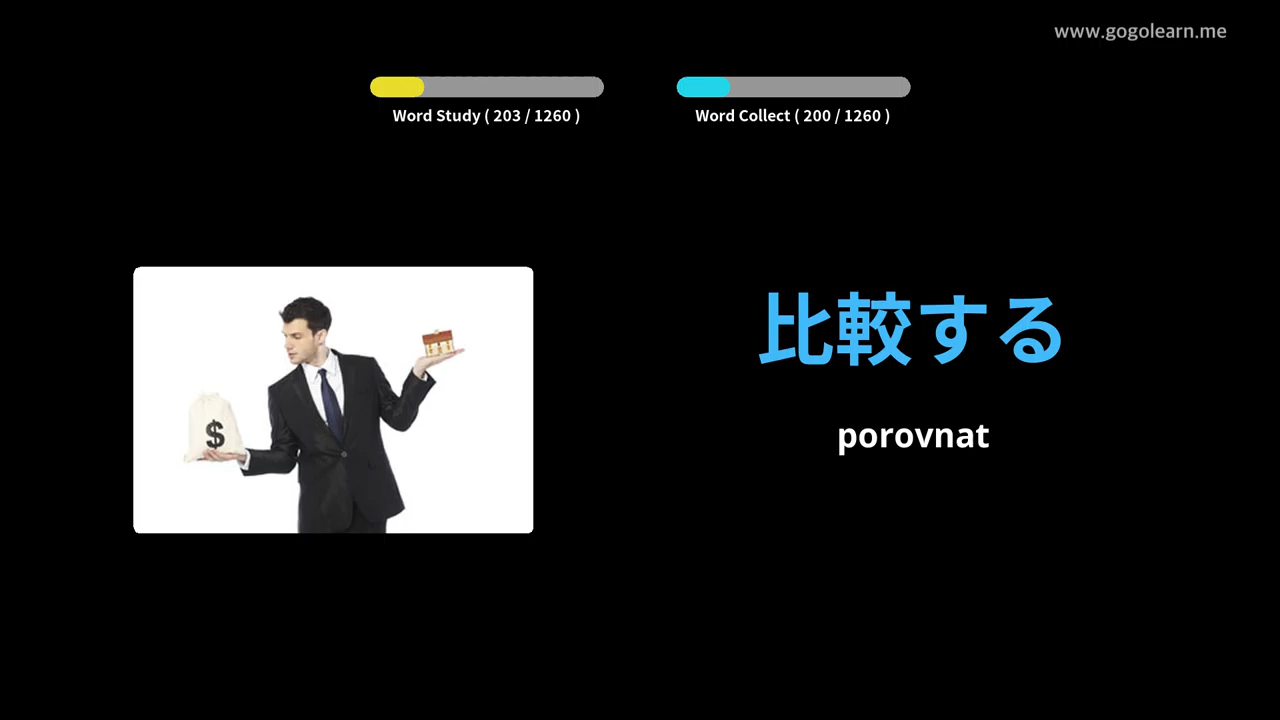 www.gogolearn.me
Word Study ( 203 / 1260 )
Word Collect ( 200 / 1260 )
比較する
porovnat
$